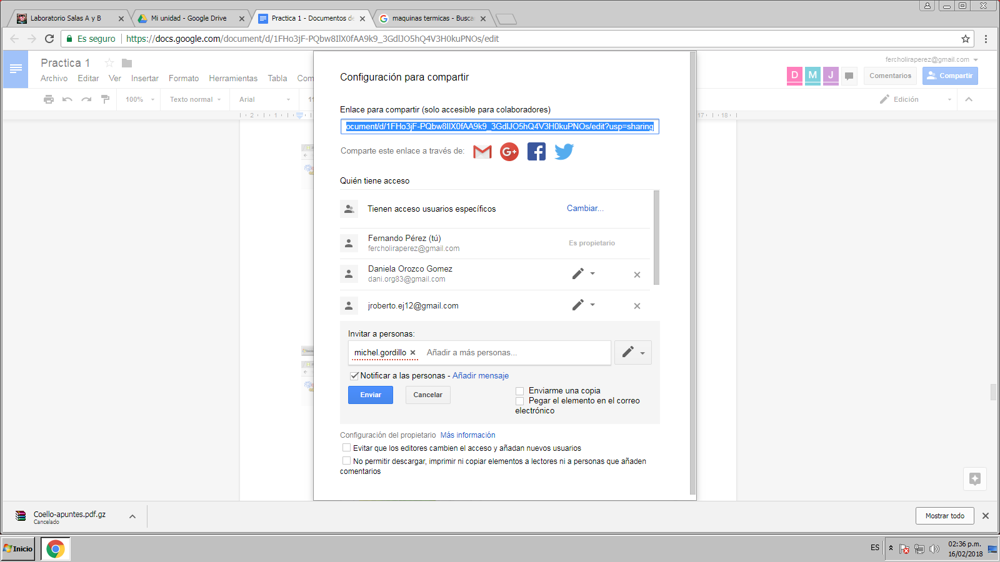 Laboratorio Salas A y B
Mi unidad - Google Drive
Practica 1 - Documentos de
maquinas termicas - Busca
Es seguro
https://docs.google.com/document/d/1FHo3jF-PQbw8IlX0fAA9k9_3GdlJO5hQ4V3H0kuPNOs/edit
Practica 1
fercholiraperez@gmail.com
Archivo Editar Ver Insertar Formato Herramientas Tabla Com
D M J
Comentarios
Compartir
100% Texto normal Arial 11
Edición
2 1 17 18
Configuración para compartir
Enlace para compartir (solo accesible para colaboradores)
ocument/d/1FHo3jF-PQbw8IlX0fAA9k9_3GdlJO5hQ4V3H0kuPNOs/edit?usp=sharing
Comparte este enlace a través de:
G+
Quién tiene acceso
Tienen acceso usuarios específicos Cambiar...
Fernando Pérez (tú)
fercholiraperez@gmail.com
Es propietario
Daniela Orozco Gomez
dani.org83@gmail.com
jroberto.ej12@gmail.com
Invitar a personas:
michel.gordillo
Añadir a más personas...
Notificar a las personas - Añadir mensaje
Enviar
Cancelar
Enviarme una copia
Pegar el elemento en el correo
electrónico
Configuración del propietario Más información
Evitar que los editores cambien el acceso y añadan nuevos usuarios
No permitir descargar, imprimir ni copiar elementos a lectores ni a personas que añaden
comentarios
Coello-apuntes.pdf.gz
Cancelado
Mostrar todo
Inicio
ES
02:36 p.m.
16/02/2018